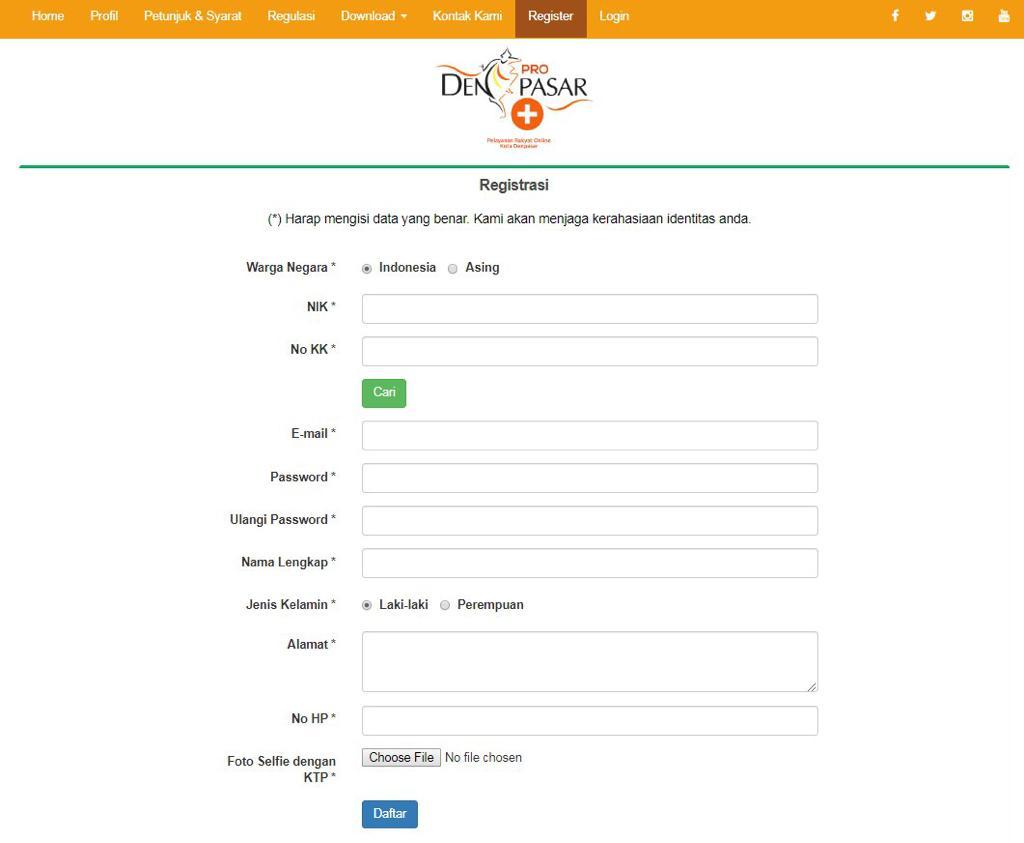 Home Profil Petunjuk & Syarat Regulasi Download Kontak Kami Register Login
PRO
DEN PASAR
Pelayanan Rakyat Online
Kota Denpasar
Registrasi
(*) Harap mengisi data yang benar. Kami akan menjaga kerahasiaan identitas anda.
Warga Negara * Indonesia Asing
NIK *
No KK *
Cari
E-mail *
Password *
Ulangi Password *
Nama Lengkap *
Jenis Kelamin * Laki-laki Perempuan
Alamat *
No HP *
Foto Selfie dengan KTP * Choose File No file chosen
Daftar